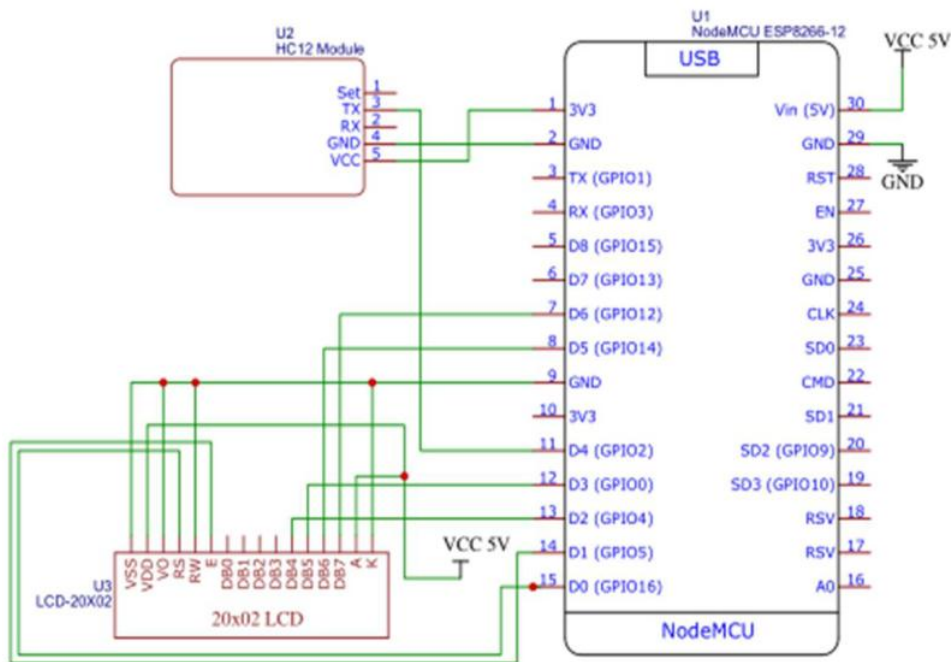 U2
HC12 Module
Set 1
TX 3
RX 2
GND 4
VCC 5
U1
NodeMCU ESP8266-12
USB
VCC 5V
1 3V3
2 GND
3 TX (GPIO1)
4 RX (GPIO3)
5 D8 (GPIO15)
6 D7 (GPIO13)
7 D6 (GPIO12)
8 D5 (GPIO14)
9 GND
10 3V3
11 D4 (GPIO2)
12 D3 (GPIO0)
13 D2 (GPIO4)
14 D1 (GPIO5)
15 D0 (GPIO16)
Vin (5V) 30
GND 29
GND
RST 28
EN 27
3V3 26
GND 25
CLK 24
SD0 23
CMD 22
SD1 21
SD2 (GPIO9) 20
SD3 (GPIO10) 19
RSV 18
RSV 17
A0 16
NodeMCU
VCC 5V
U3
LCD-20X02
VSS
VDD
VO
RS
RW
E
DB0
DB1
DB2
DB3
DB4
DB5
DB6
DB7
A
K
20x02 LCD